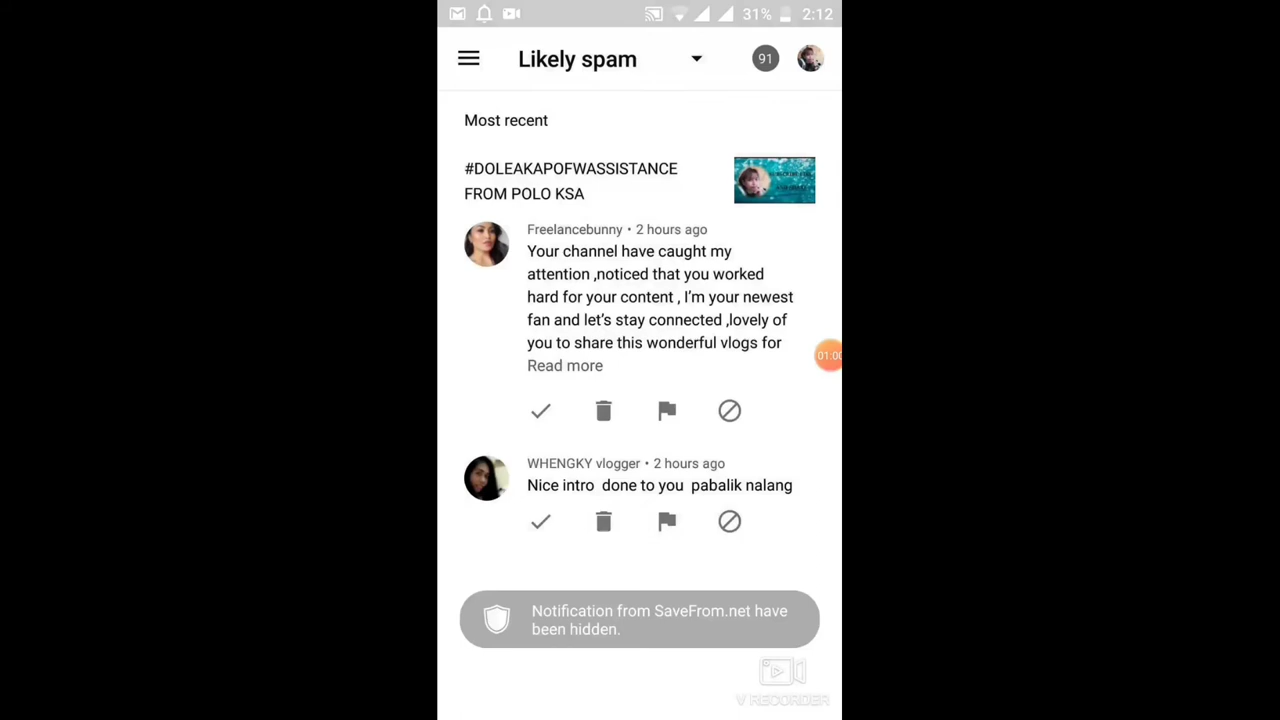 31% 2:12
Likely spam
91
Most recent
#DOLEAKAPOFWASSISTANCE
FROM POLO KSA
Freelancebunny • 2 hours ago
Your channel have caught my
attention ,noticed that you worked
hard for your content , I’m your newest
fan and let’s stay connected ,lovely of
you to share this wonderful vlogs for
Read more
01:00
WHENGKY vlogger • 2 hours ago
Nice intro  done to you  pabalik nalang
Notification from SaveFrom.net have
been hidden.
V RECORDER